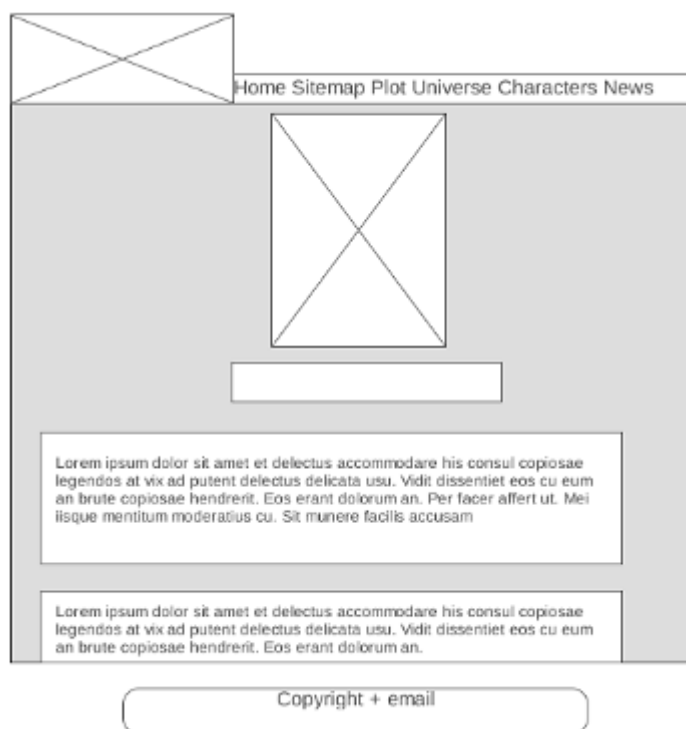 Home Sitemap Plot Universe Characters News
Lorem ipsum dolor sit amet et delectus accommodare his consul copiosae
legendos at vix ad putent delectus delicata usu. Vidit dissentiet eos cu eum
an brute copiosae hendrerit. Eos erant dolorum an. Per facer affert ut. Mei
iisque mentitum moderatius cu. Sit munere facilis accusam
Lorem ipsum dolor sit amet et delectus accommodare his consul copiosae
legendos at vix ad putent delectus delicata usu. Vidit dissentiet eos cu eum
an brute copiosae hendrerit. Eos erant dolorum an.
Copyright + email